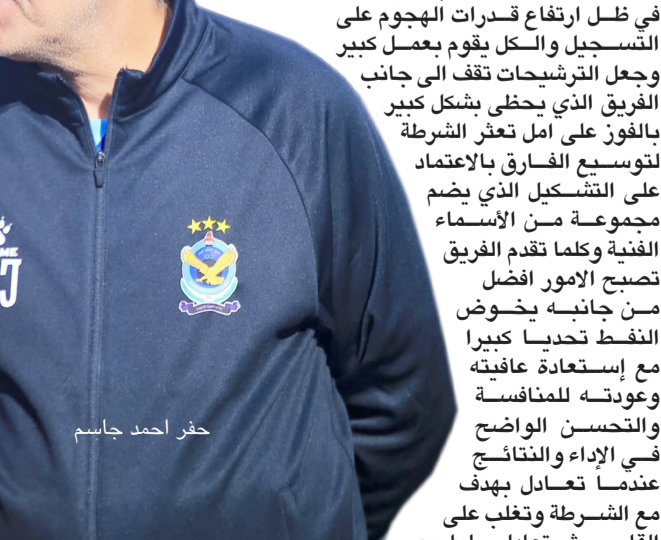 في ظل ارتفاع قدرات الهجوم على
التسجيل والكل يقوم بعمل كبير
وجعل الترشيحات تقف الى جانب
الفريق الذي يحظى بشكل كبير
بالفوز على امل تعثر الشرطة
لتوسيع الفارق بالاعتماد
على التشكيل الذي يضم
مجموعة من الأسماء
الفنية وكلما تقدم الفريق
تصبح الامور افضل
من جانبه يخوض
النفط تحديا كبيرا
مع إستعادة عافيته
وعودته للمنافسة
والتحسن الواضح
في الإداء والنتائج
عندما تعادل بهدف
مع الشرطة وتغلب على
حفر احمد جاسم